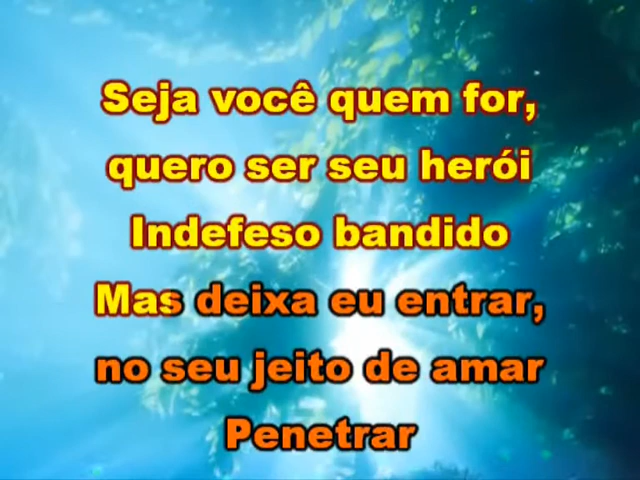 Seja você quem for,
quero ser seu herói
Indefeso bandido
Mas deixa eu entrar,
no seu jeito de amar
Penetrar